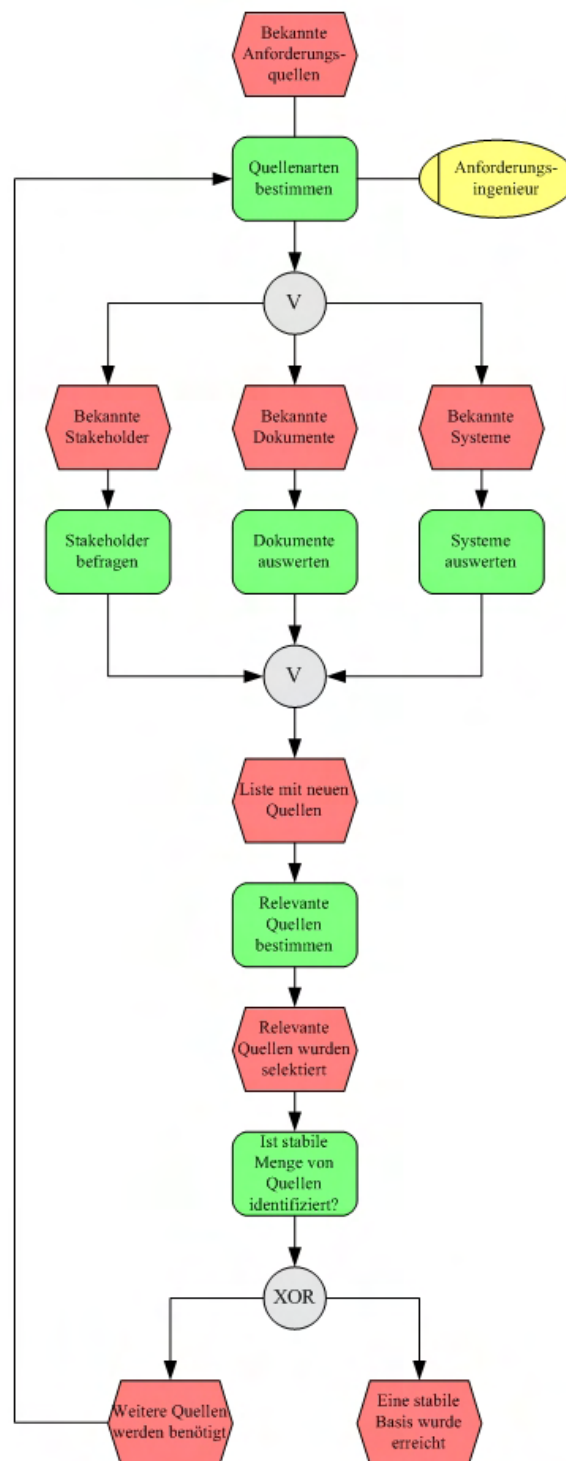 Bekannte
Anforderungs-
quellen
Quellenarten
bestimmen
Anforderungs-
ingenieur
V
Bekannte
Stakeholder
Bekannte
Dokumente
Bekannte
Systeme
Stakeholder
befragen
Dokumente
auswerten
Systeme
auswerten
V
Liste mit neuen
Quellen
Relevante
Quellen
bestimmen
Relevante
Quellen wurden
selektiert
Ist stabile
Menge von
Quellen
identifiziert?
XOR
Weitere Quellen
werden benötigt
Eine stabile
Basis wurde
erreicht